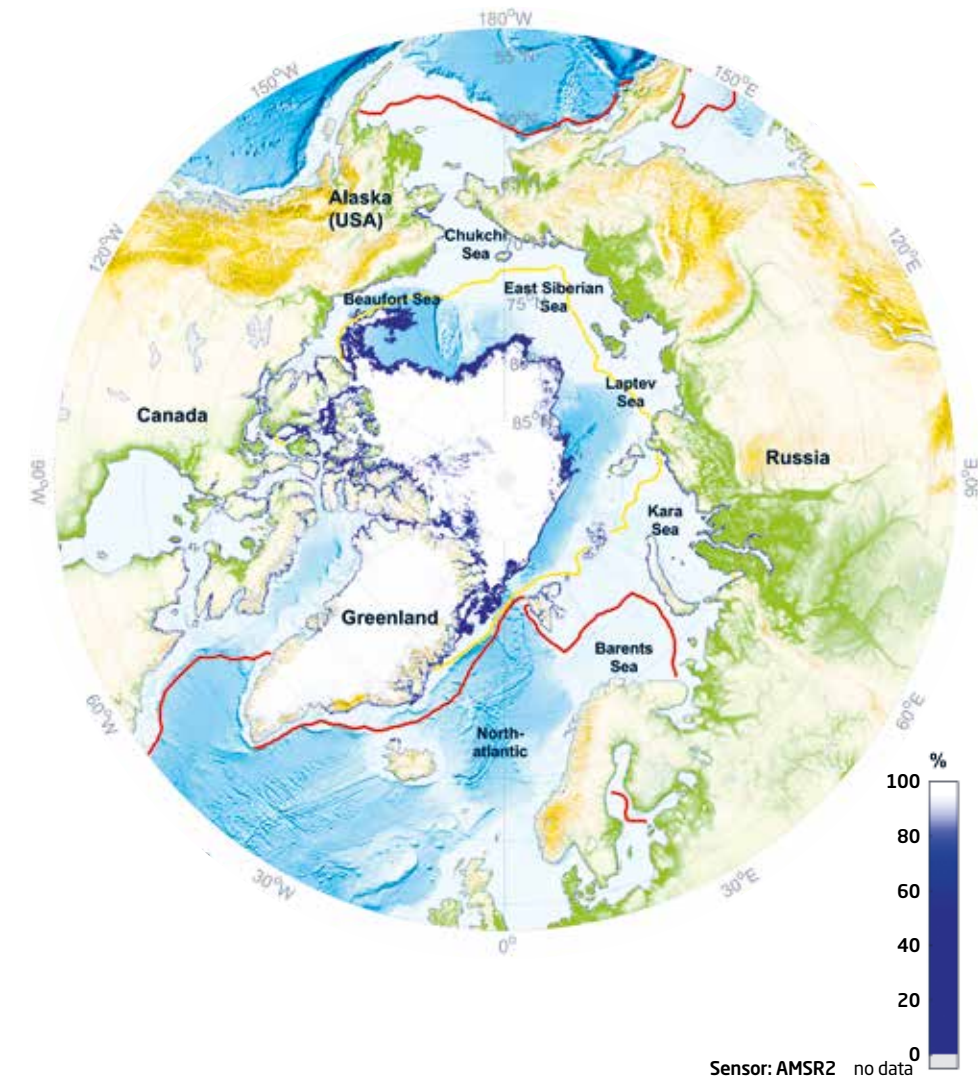 180°W
55°N
150°W
150°E
Alaska
(USA)
120°W
120°E
Chukchi
Sea
Beaufort Sea
East Siberian
Sea
75°
80°
Laptev
Sea
85°
Canada
Russia
90°W
90°E
Kara
Sea
Greenland
Barents
Sea
60°W
60°E
North-
atlantic
30°W
30°E
0°
%
100
80
60
40
20
0
Sensor: AMSR2 no data